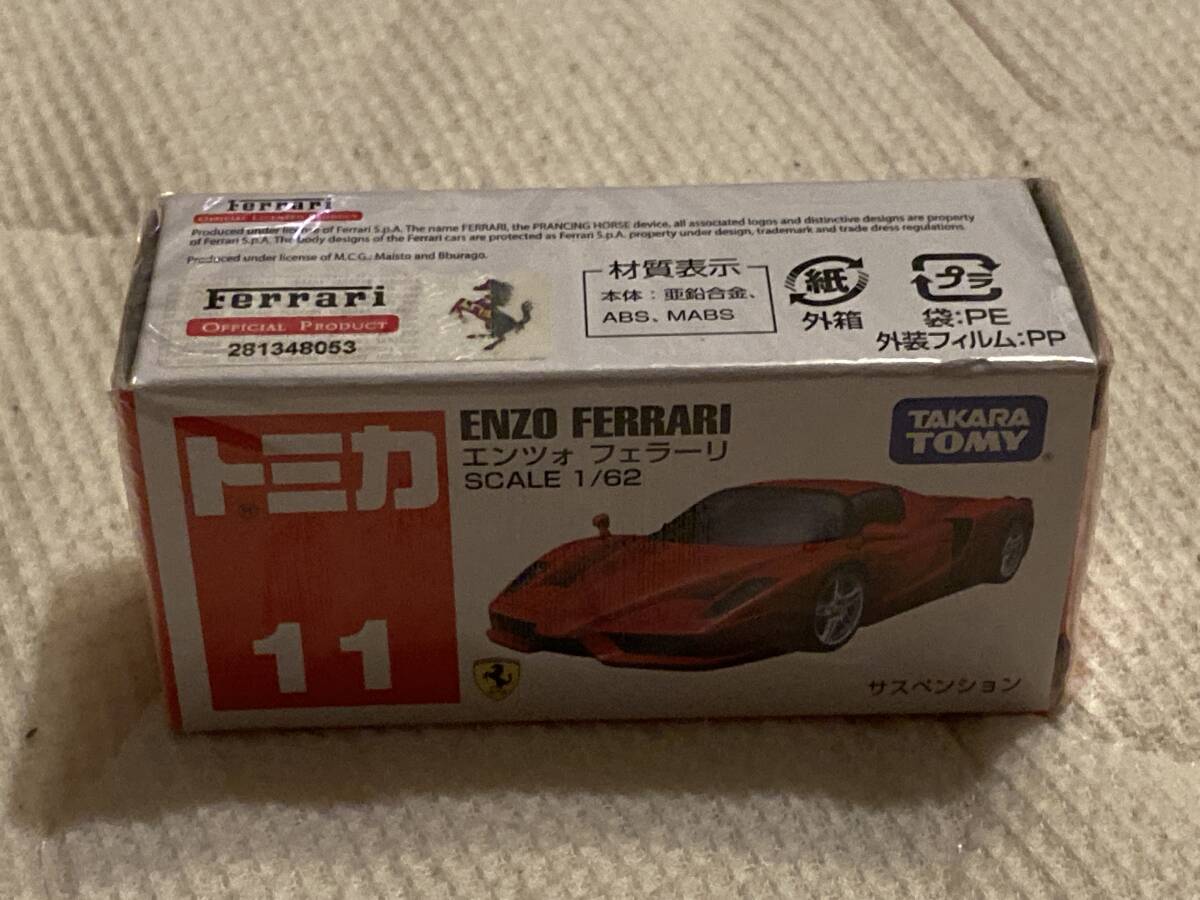 Ferrari
OFFICIAL LICENSED PRODUCT
Produced under license of Ferrari S.p.A. The name FERRARI, the PRANCING HORSE device, all associated logos and distinctive designs are property
of Ferrari S.p.A. The body designs of the Ferrari cars are protected as Ferrari S.p.A. property under design, trademark and trade dress regulations.
Produced under license of M.C.G.: Maisto and Bburago.
Ferrari
OFFICIAL PRODUCT
281348053
材質表示
本体：亜鉛合金、
ABS、MABS
紙
外箱
プラ
袋:PE
外装フィルム:PP
トミカ
®
11
ENZO FERRARI
エンツォ フェラーリ
SCALE 1/62
TAKARA
TOMY
®
サスペンション